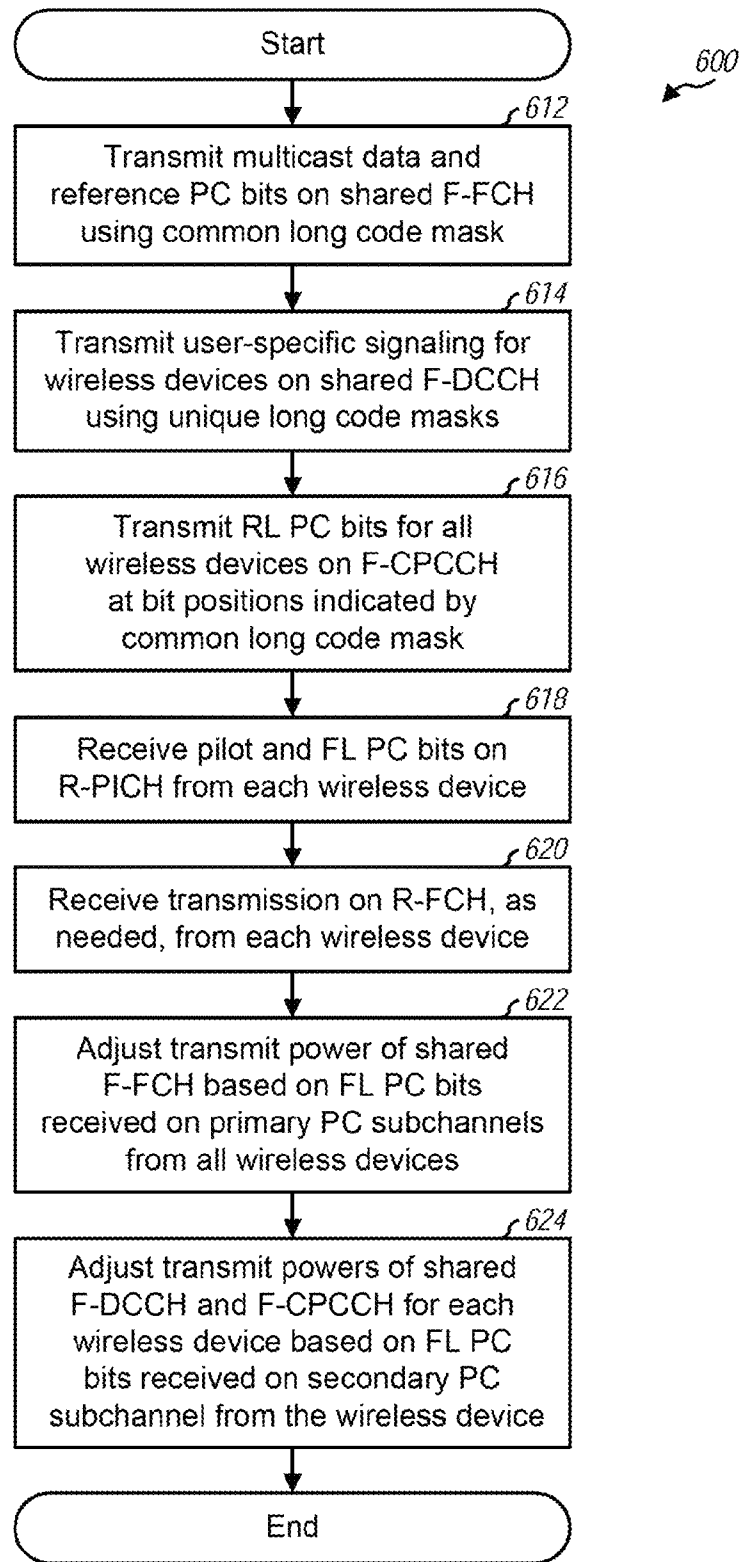 Start
600
612
Transmit multicast data and
reference PC bits on shared F-FCH
using common long code mask
614
Transmit user-specific signaling for
wireless devices on shared F-DCCH
using unique long code masks
616
Transmit RL PC bits for all
wireless devices on F-CPCCH
at bit positions indicated by
common long code mask
618
Receive pilot and FL PC bits on
R-PICH from each wireless device
620
Receive transmission on R-FCH, as
needed, from each wireless device
622
Adjust transmit power of shared
F-FCH based on FL PC bits
received on primary PC subchannels
from all wireless devices
624
Adjust transmit powers of shared
F-DCCH and F-CPCCH for each
wireless device based on FL PC
bits received on secondary PC
subchannel from the wireless device
End